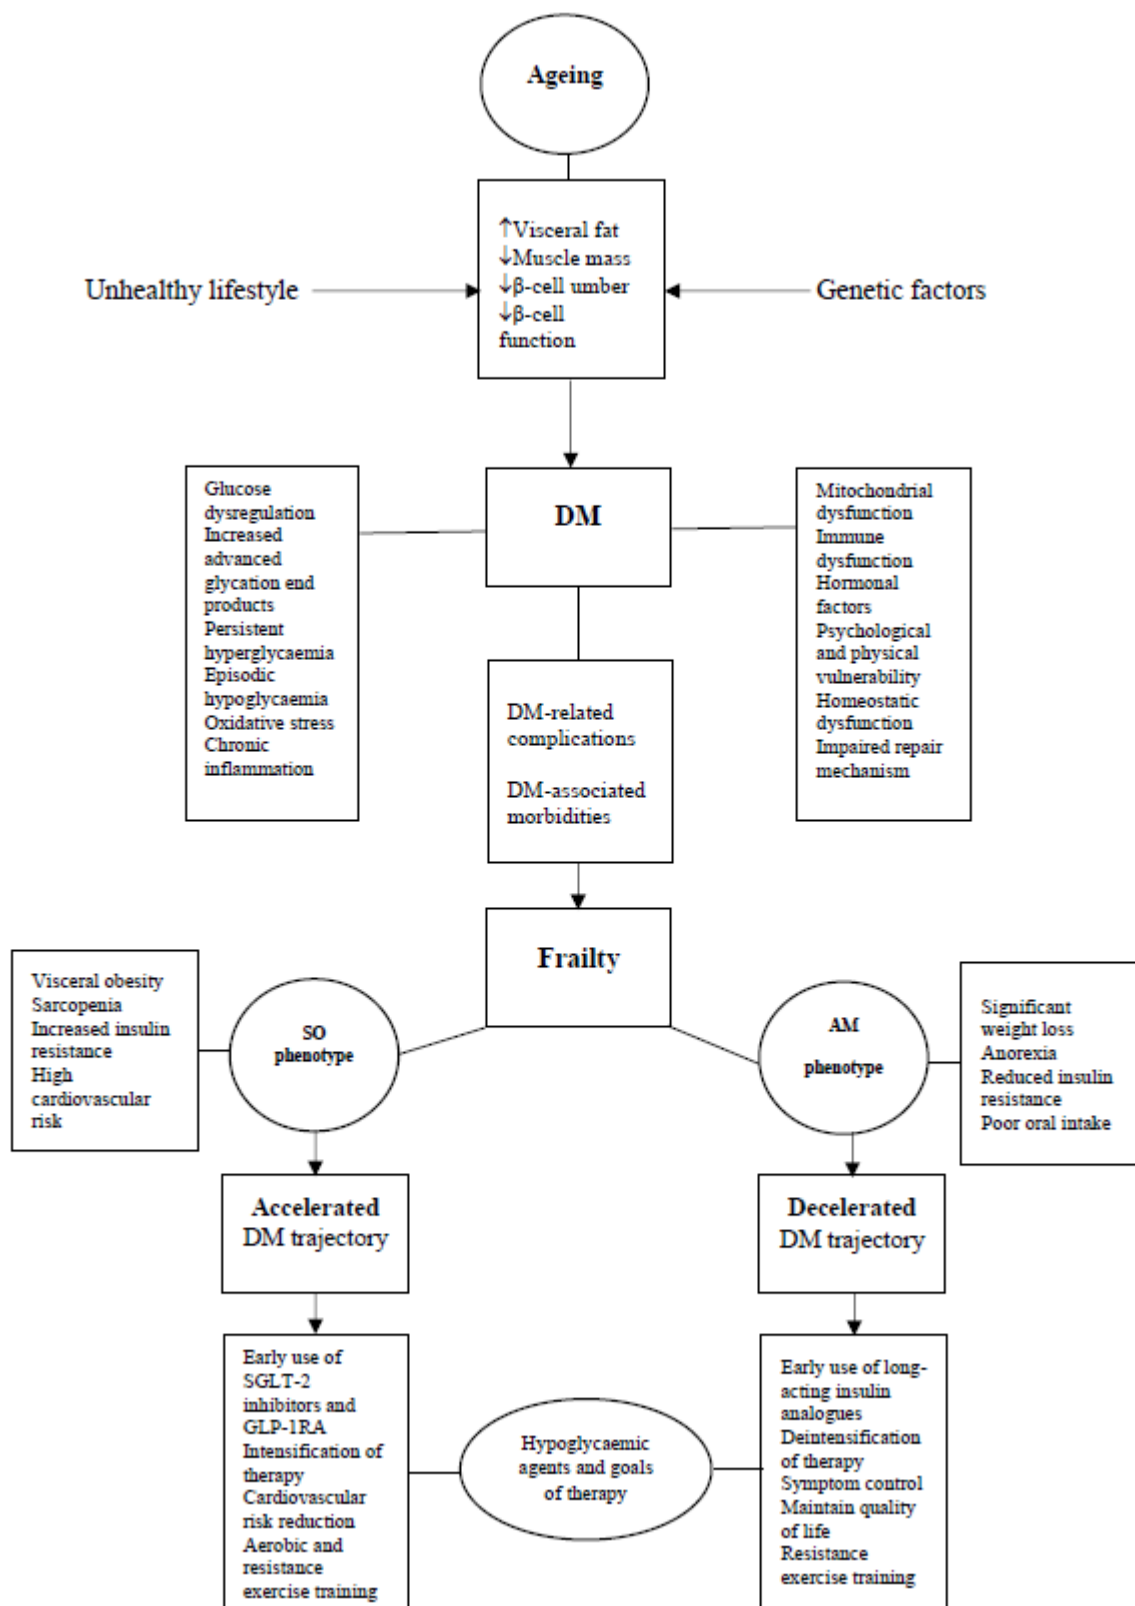 Ageing
↑Visceral fat
↓Muscle mass
↓β-cell umber
↓β-cell
function
Unhealthy lifestyle
Genetic factors
Glucose
dysregulation
Increased
advanced
glycation end
products
Persistent
hyperglycaemia
Episodic
hypoglycaemia
Oxidative stress
Chronic
inflammation
DM
Mitochondrial
dysfunction
Immune
dysfunction
Hormonal
factors
Psychological
and physical
vulnerability
Homeostatic
dysfunction
Impaired repair
mechanism
DM-related
complications
DM-associated
morbidities
Frailty
Visceral obesity
Sarcopenia
Increased insulin
resistance
High
cardiovascular
risk
SO
phenotype
AM
phenotype
Significant
weight loss
Anorexia
Reduced insulin
resistance
Poor oral intake
Accelerated
DM trajectory
Decelerated
DM trajectory
Early use of
SGLT-2
inhibitors and
GLP-1RA
Intensification of
therapy
Cardiovascular
risk reduction
Aerobic and
resistance
exercise training
Hypoglycaemic
agents and goals
of therapy
Early use of long-
acting insulin
analogues
Deintensification
of therapy
Symptom control
Maintain quality
of life
Resistance
exercise training